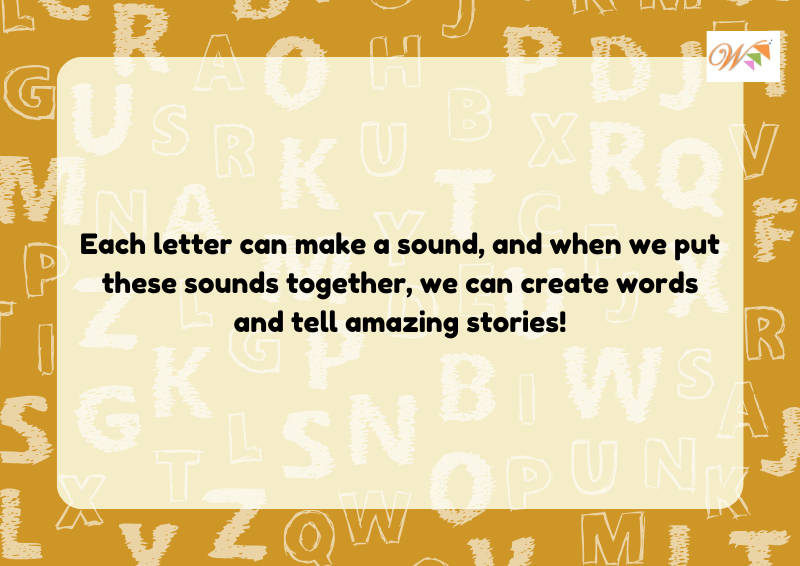 Each letter can make a sound, and when we put
these sounds together, we can create words
and tell amazing stories!